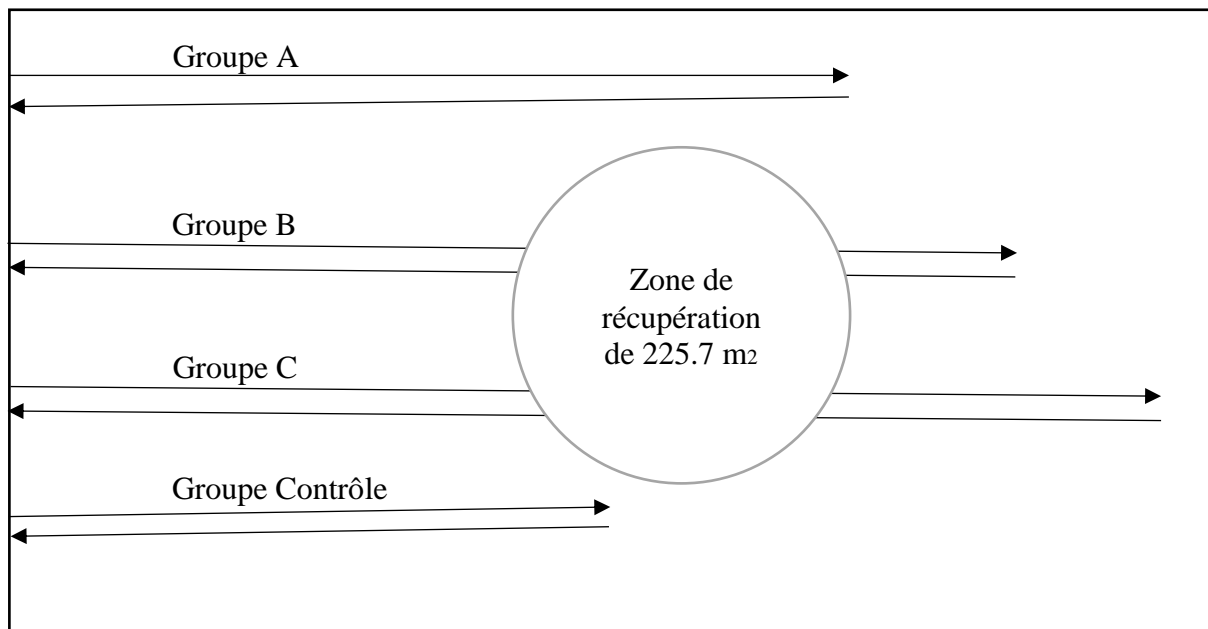 Groupe A
Groupe B
Zone de
récupération
de 225.7 m2
Groupe C
Groupe Contrôle